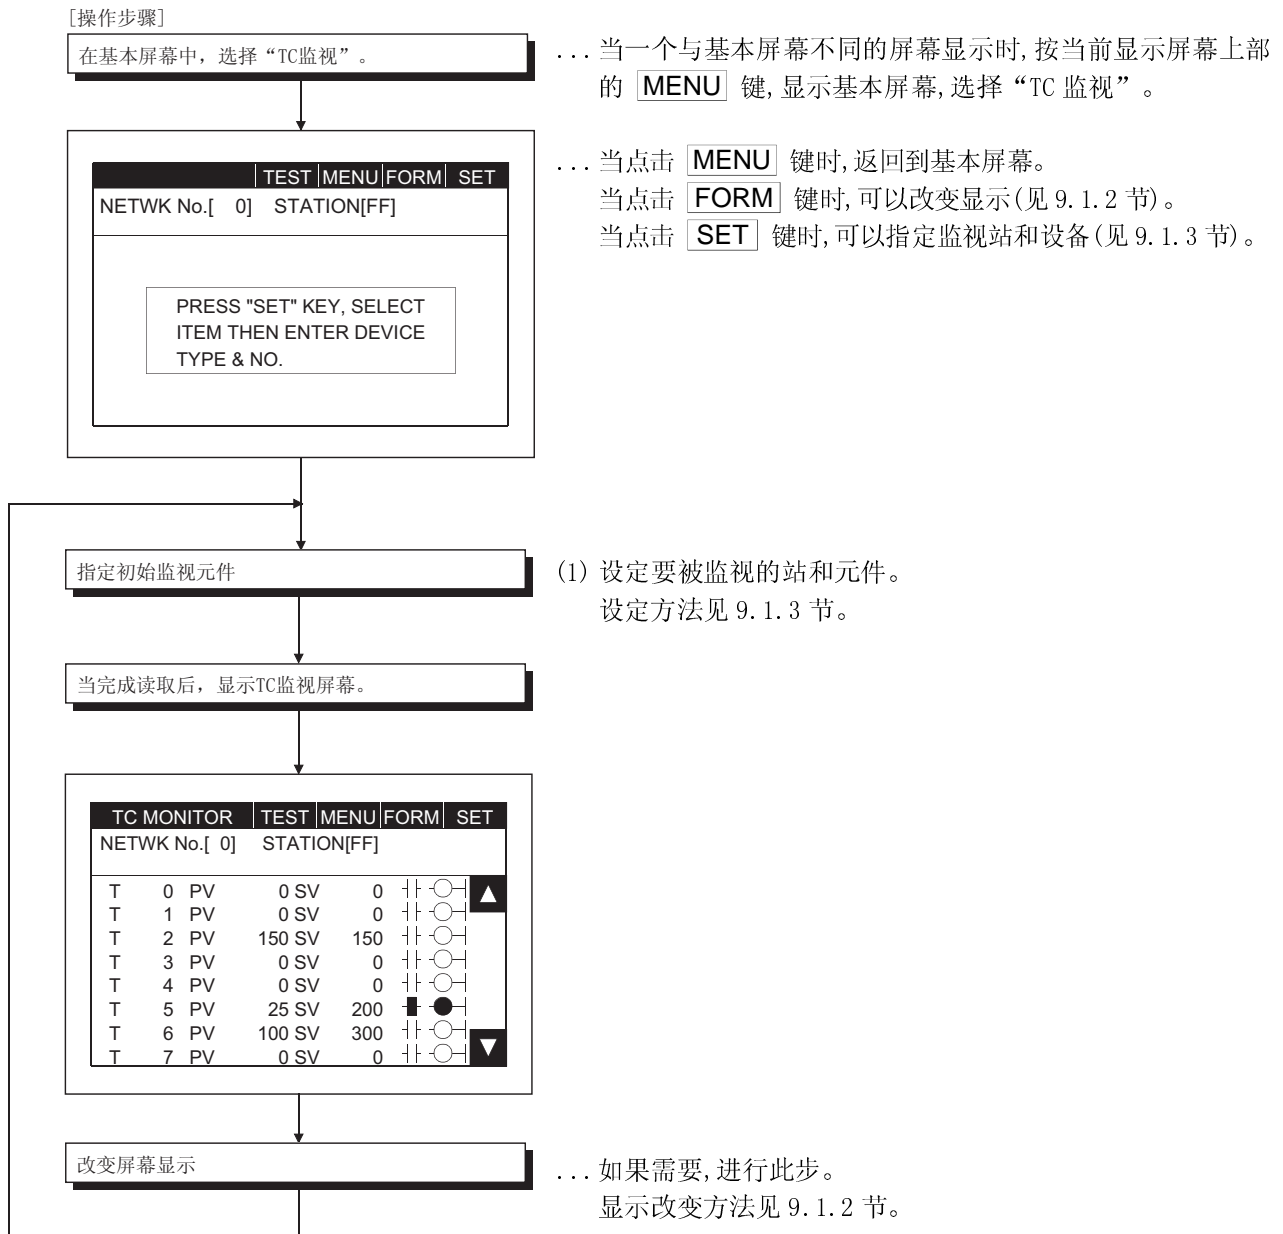 [操作步骤]
在基本屏幕中，选择“TC监视”。
...当一个与基本屏幕不同的屏幕显示时,按当前显示屏幕上部
的 MENU 键,显示基本屏幕,选择“TC 监视”。
TEST MENU FORM SET
NETWK No.[ 0] STATION[FF]
PRESS "SET" KEY, SELECT
ITEM THEN ENTER DEVICE
TYPE & NO.
...当点击 MENU 键时,返回到基本屏幕。
当点击 FORM 键时,可以改变显示(见 9.1.2 节)。
当点击 SET 键时,可以指定监视站和设备(见 9.1.3 节)。
指定初始监视元件
(1) 设定要被监视的站和元件。
设定方法见 9.1.3 节。
当完成读取后，显示TC监视屏幕。
TC MONITOR TEST MENU FORM SET
NETWK No.[ 0] STATION[FF]
T 0 PV 0 SV 0
T 1 PV 0 SV 0
T 2 PV 150 SV 150
T 3 PV 0 SV 0
T 4 PV 0 SV 0
T 5 PV 25 SV 200
T 6 PV 100 SV 300
T 7 PV 0 SV 0
改变屏幕显示
...如果需要,进行此步。
显示改变方法见 9.1.2 节。